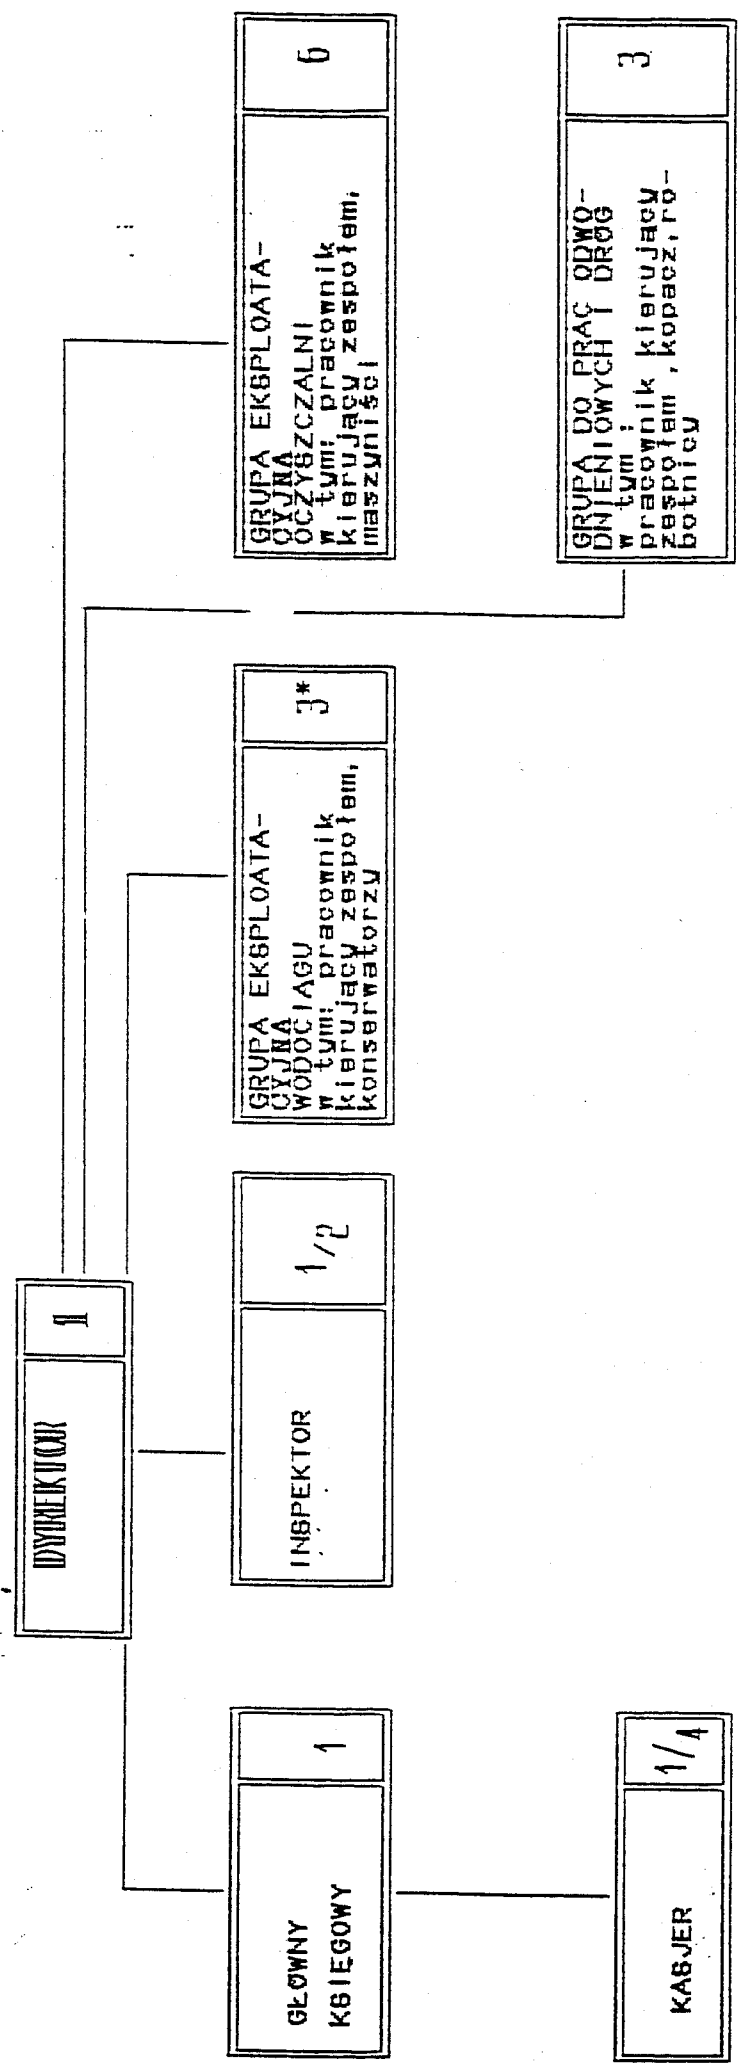 DYREKTOR
1
GŁÓWNY
KSIĘGOWY
1
KASJER
1/4
INSPEKTOR
1/2
GRUPA EKSPLOATA-
CYJNA
WODOCIĄGU
w tym: pracownik
kierujący zespołem,
konserwatorzy
3*
GRUPA EKSPLOATA-
CYJNA
OCZYSZCZALNI
w tym: pracownik
kierujący zespołem,
maszyniści
6
GRUPA DO PRAC ODWO-
DNIENIOWYCH I DRÓG
w tym :
pracownik kierujący
zespołem ,kopacz,ro-
botnicy
3